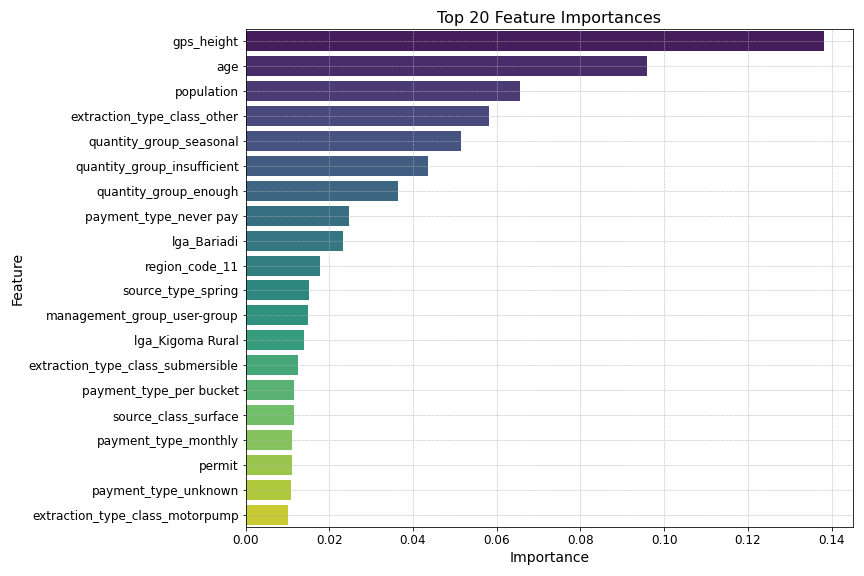 Top 20 Feature Importances
Feature
gps_height
age
population
extraction_type_class_other
quantity_group_seasonal
quantity_group_insufficient
quantity_group_enough
payment_type_never pay
lga_Bariadi
region_code_11
source_type_spring
management_group_user-group
lga_Kigoma Rural
extraction_type_class_submersible
payment_type_per bucket
source_class_surface
payment_type_monthly
permit
payment_type_unknown
extraction_type_class_motorpump
0.00 0.02 0.04 0.06 0.08 0.10 0.12 0.14
Importance